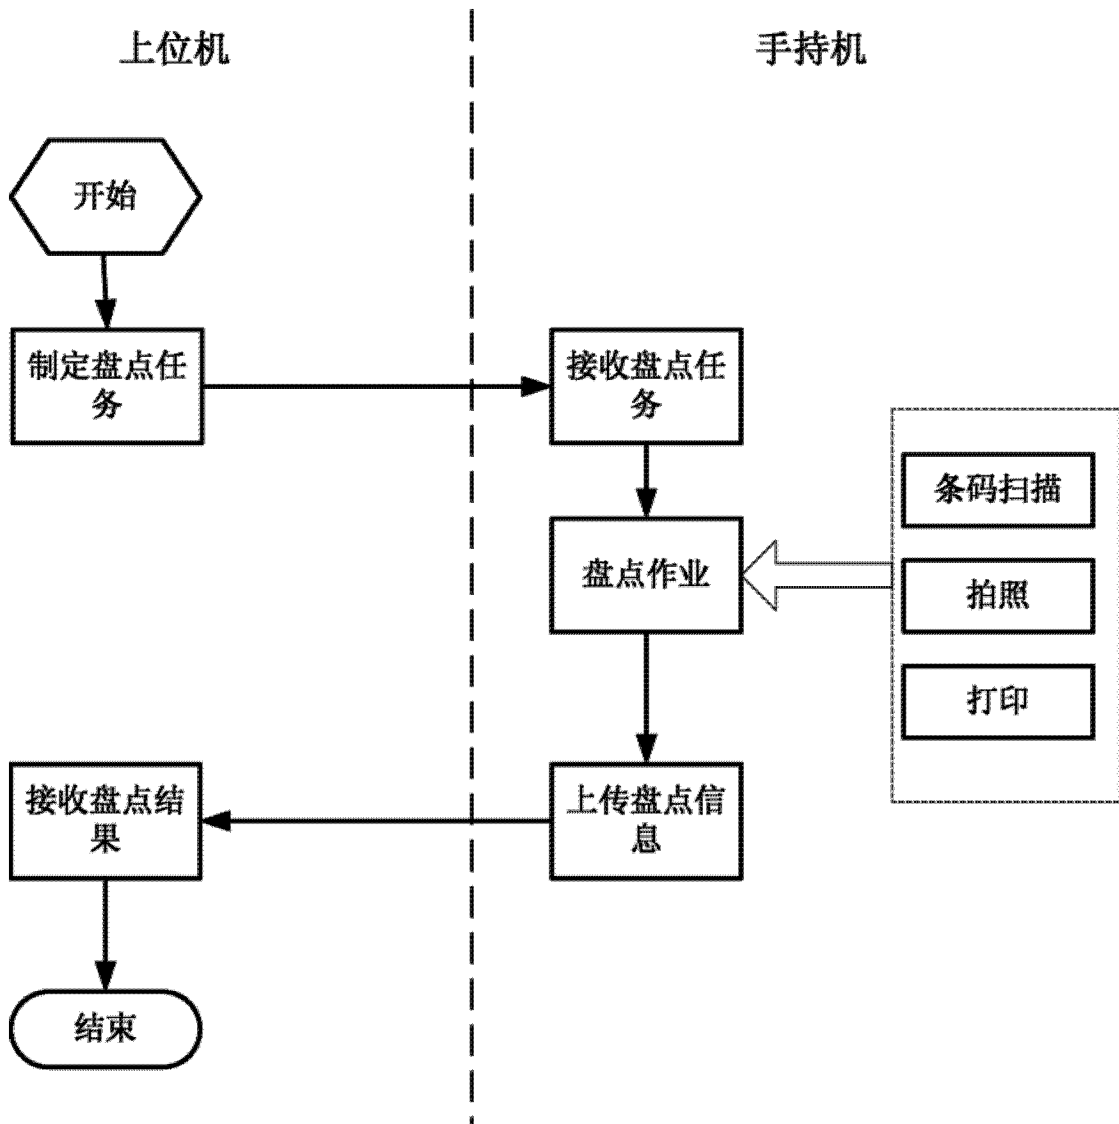 上位机
手持机
开始
制定盘点任
务
接收盘点任
务
条码扫描
盘点作业
拍照
打印
接收盘点结
果
上传盘点信
息
结束